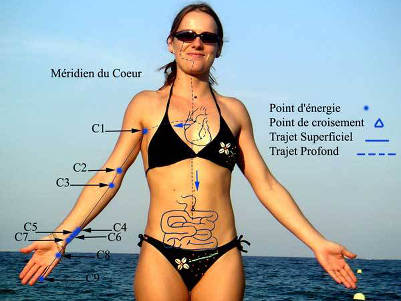 Méridien du Coeur
Point d'énergie
Point de croisement
Trajet Superficiel
Trajet Profond
C1
C2
C3
C5
C4
C7
C6
C8
C9